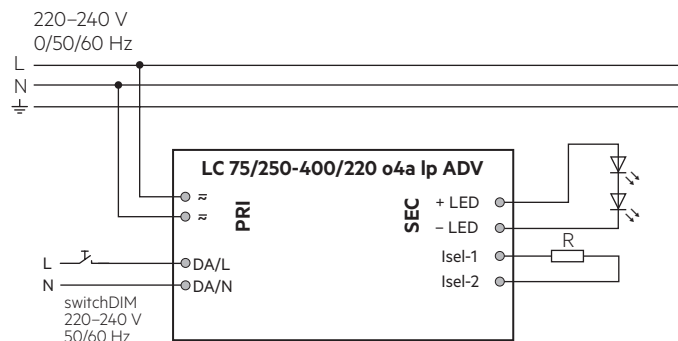 220–240 V
0/50/60 Hz
L
N
LC 75/250-400/220 o4a lp ADV
PRI
SEC
+ LED
– LED
Isel-1
R
Isel-2
L
DA/L
N
DA/N
switchDIM
220–240 V
50/60 Hz